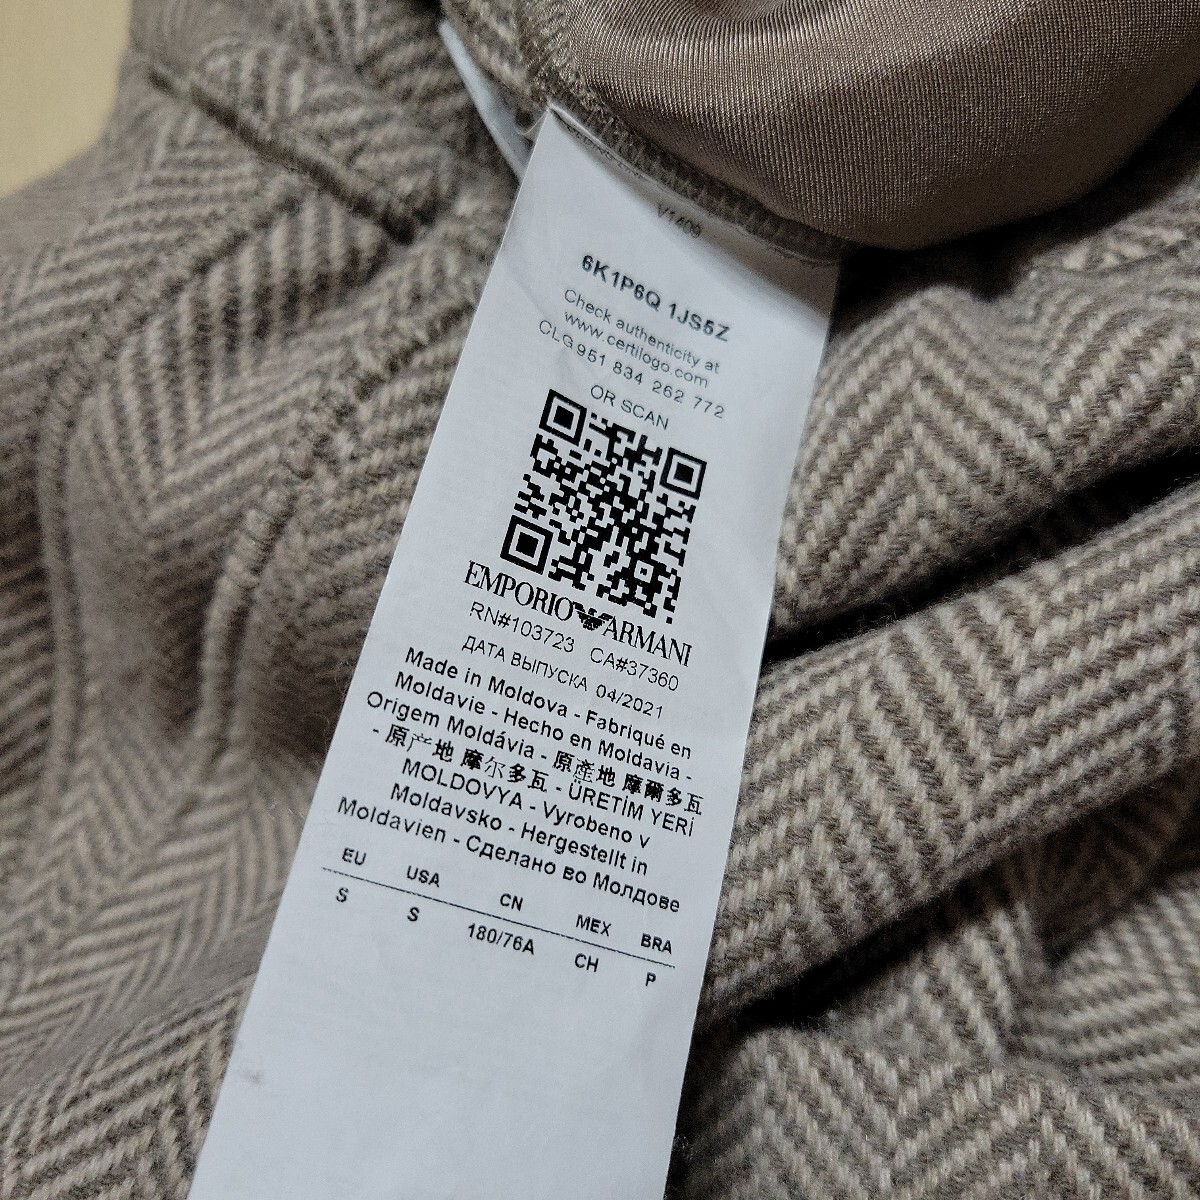 V1409
6K1P6Q 1JS5Z
Check authenticity at
www.certilogo.com
CLG 951 834 262 772
OR SCAN
EMPORIO ARMANI
RN#103723 CA#37360
ДАТА ВЫПУСКА 04/2021
Made in Moldova - Fabriqué en
Moldavie - Hecho en Moldavia -
Origem Moldávia - 原產地 摩爾多瓦
- 原产地 摩尔多瓦 - ÜRETİM YERİ
MOLDOVYA - Vyrobeno v
Moldavsko - Hergestellt in
Moldavien - Сделано во Молдове
EU USA CN MEX BRA
S S 180/76A CH P